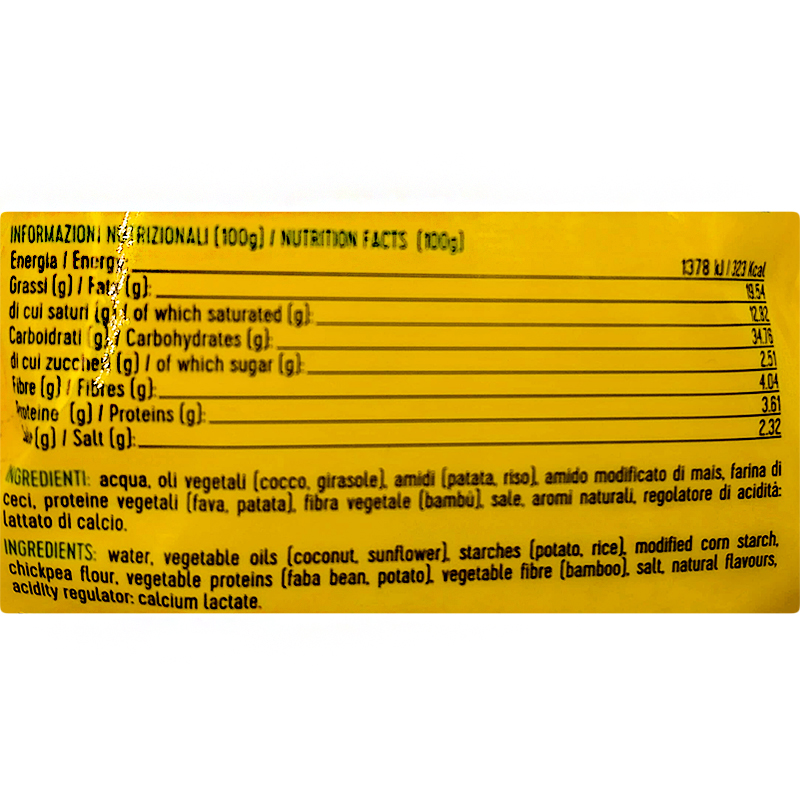 INFORMAZIONI NUTRIZIONALI (100g) / NUTRITION FACTS (100g)
Energia / Energy: 1378 kJ / 323 Kcal
Grassi (g) / Fats (g): 19.54
di cui saturi (g) / of which saturated (g): 12.82
Carboidrati (g) / Carbohydrates (g): 34.76
di cui zuccheri (g) / of which sugar (g): 2.51
Fibre (g) / Fibres (g): 4.04
Proteine (g) / Proteins (g): 3.61
(g) / Salt (g): 2.32
INGREDIENTI: acqua, oli vegetali (cocco, girasole), amidi (patata, riso), amido modificato di mais, farina di
ceci, proteine vegetali (fava, patata), fibra vegetale (bambù), sale, aromi naturali, regolatore di acidità:
lattato di calcio.
INGREDIENTS: water, vegetable oils (coconut, sunflower), starches (potato, rice), modified corn starch,
chickpea flour, vegetable proteins (faba bean, potato), vegetable fibre (bamboo), salt, natural flavours,
acidity regulator: calcium lactate.